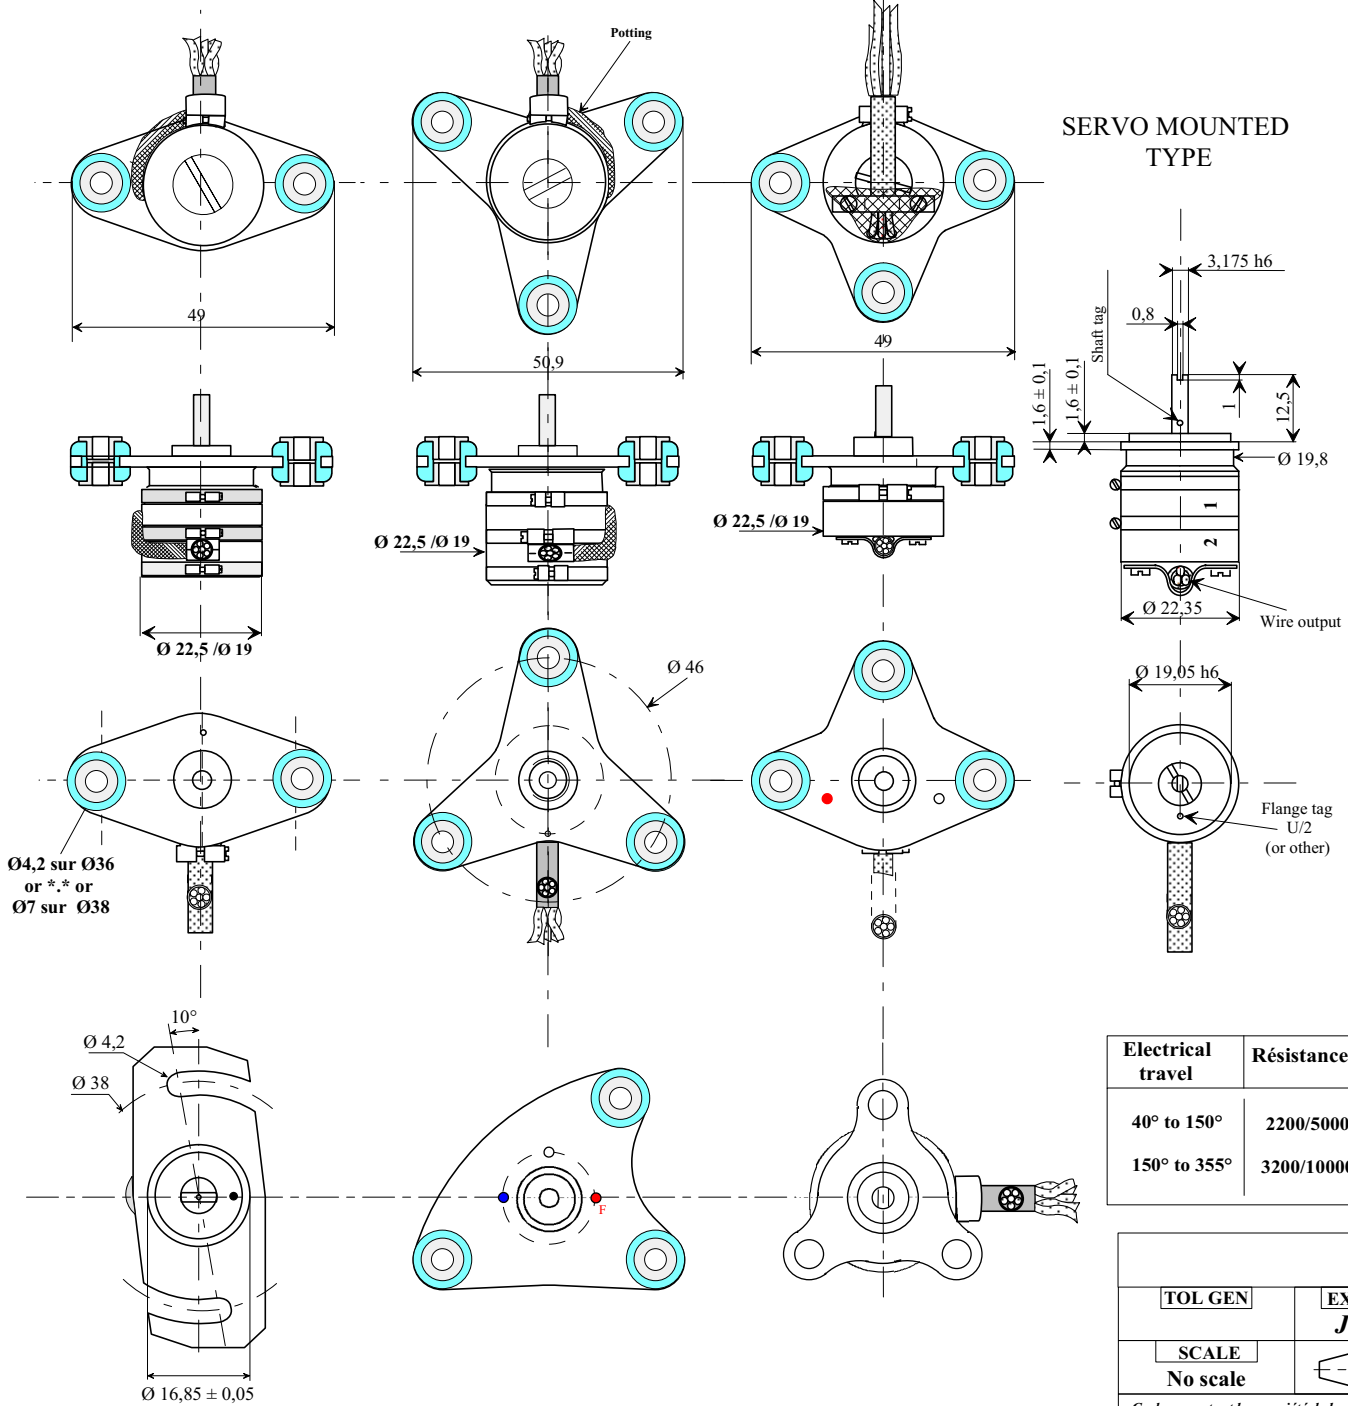 Potting
SERVO MOUNTED
TYPE
49
50,9
49
3,175 h6
0,8
Shaft tag
1,6 ± 0,1
1,6 ± 0,1
1
12,5
Ø 19,8
1
2
Ø 22,5 /Ø 19
Ø 22,5 /Ø 19
Ø 22,5 /Ø 19
Ø 22,35
Wire output
Ø 46
Ø 19,05 h6
Flange tag
U/2
(or other)
Ø4,2 sur Ø36
or *.* or
Ø7 sur Ø38
10°
Ø 4,2
Ø 38
F
Ø 16,85 ± 0,05
Electrical travel Résistance
40° to 150° 2200/5000
150° to 355° 3200/10000
TOL GEN EX
J
SCALE
No scale